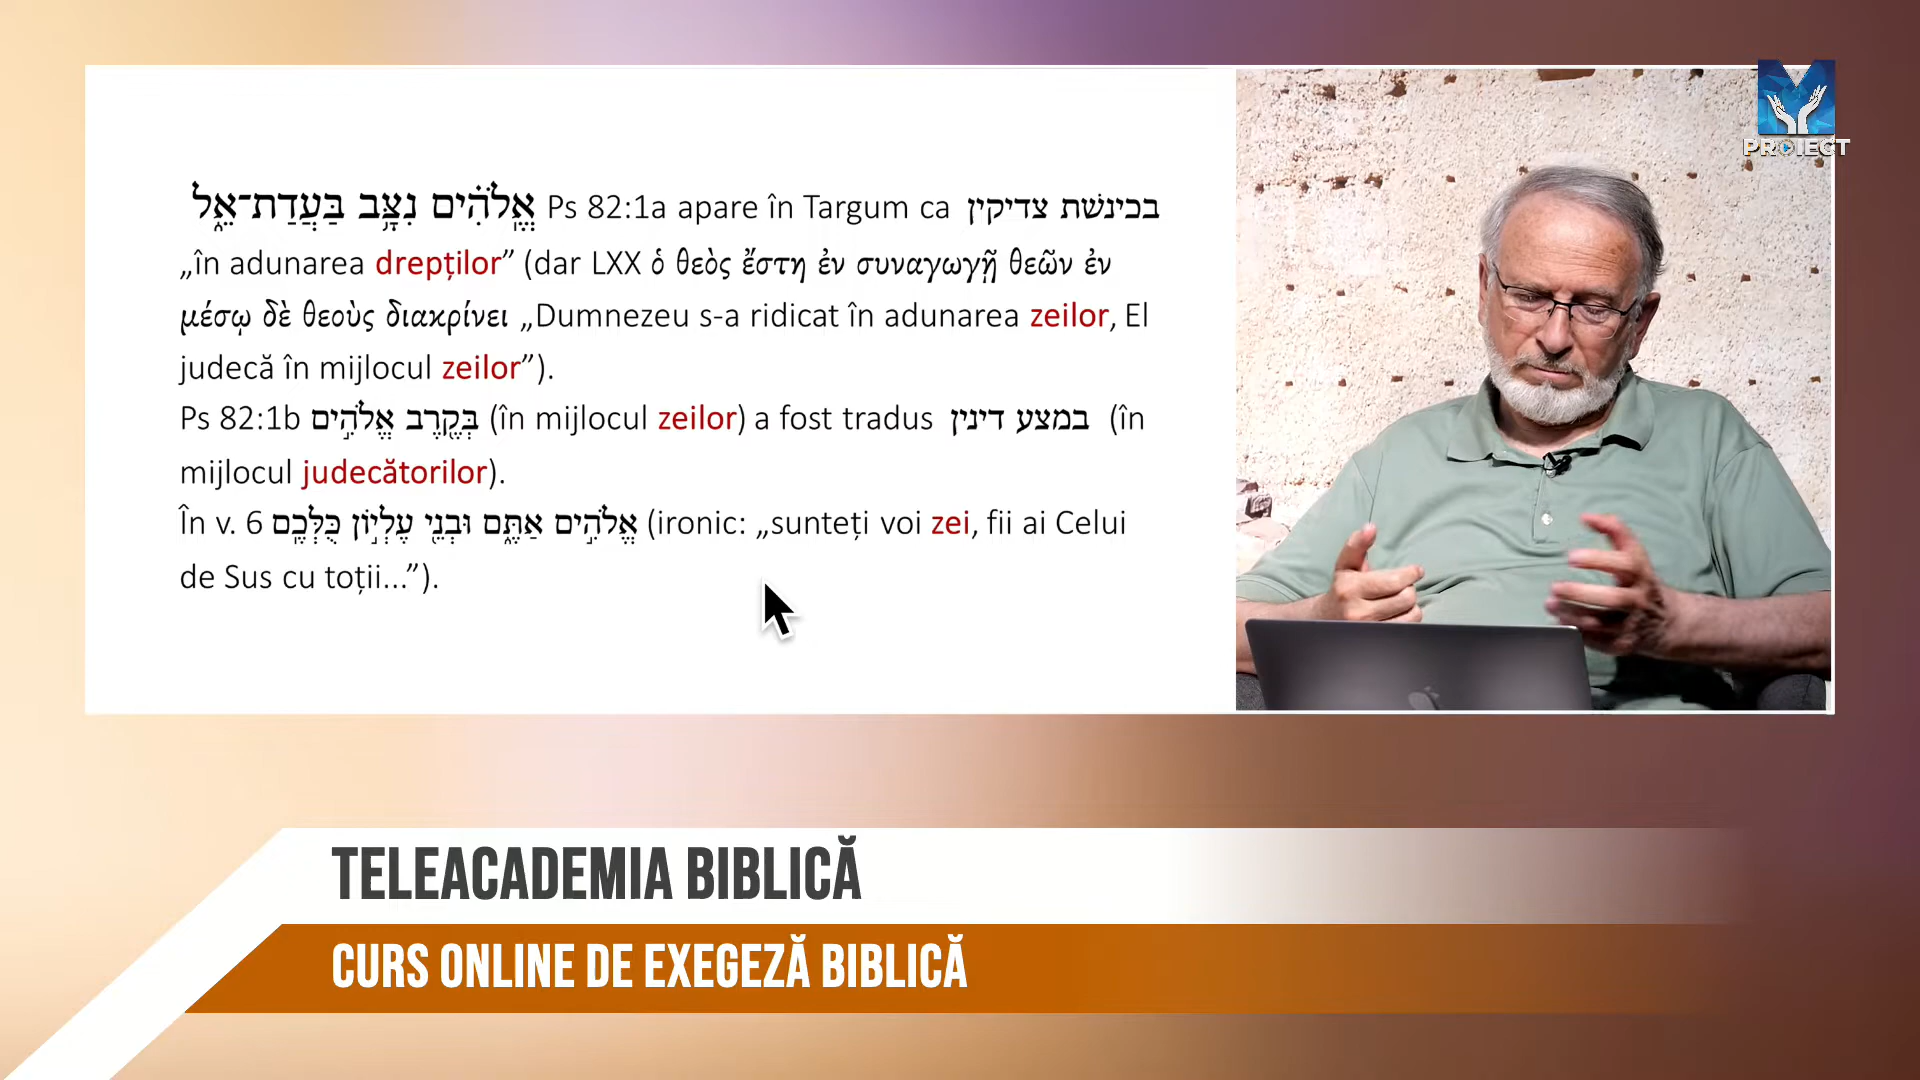 אֱֽלֹהִ֗ים נִצָּ֥ב בַּעֲדַת־אֵ֑ל Ps 82:1a apare în Targum ca בכינשׁת צדיקין
„în adunarea drepților” (dar LXX ὁ θεὸς ἔστη ἐν συναγωγῇ θεῶν ἐν
μέσῳ δὲ θεοὺς διακρίνει „Dumnezeu s-a ridicat în adunarea zeilor, El
judecă în mijlocul zeilor”).
Ps 82:1b בְּקֶ֖רֶב אֱלֹהִ֣ים (în mijlocul zeilor) a fost tradus במצע דינין (în
mijlocul judecătorilor).
În v. 6 אֱלֹהִ֣ים אַתֶּ֑ם וּבְנֵ֖י עֶלְי֣וֹן כֻּלְּכֶֽם (ironic: „sunteți voi zei, fii ai Celui
de Sus cu toții...”).
PROIECT
TELEACADEMIA BIBLICĂ
CURS ONLINE DE EXEGEZĂ BIBLICĂ